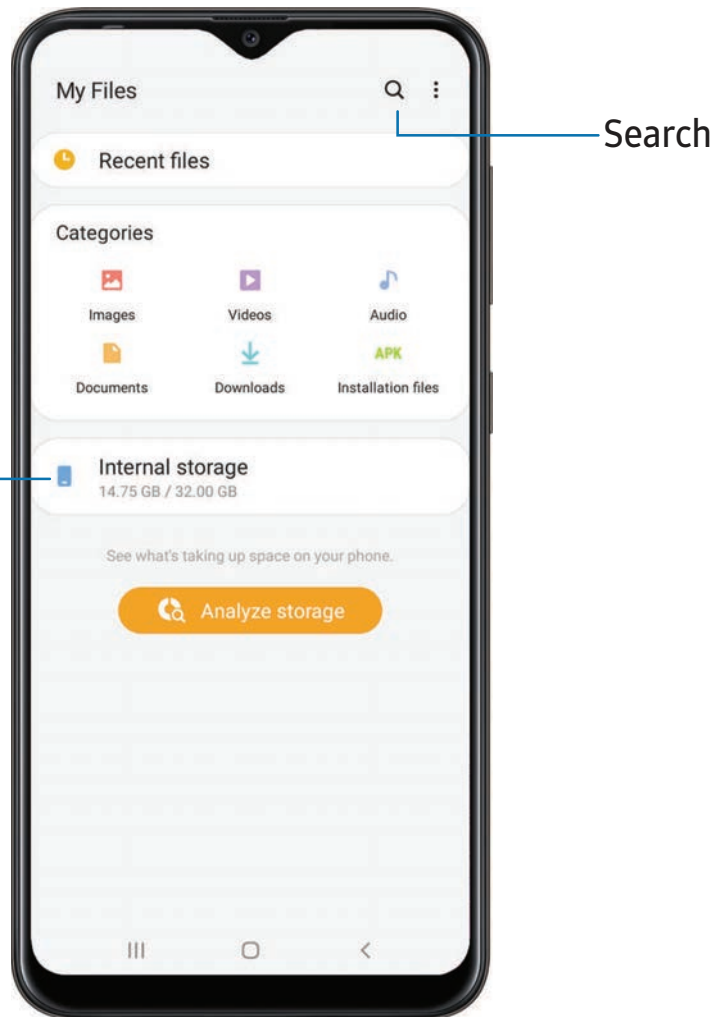 My Files
Search
Recent files
Categories
Images Videos Audio
APK
Documents Downloads Installation files
Internal storage
14.75 GB / 32.00 GB
See what's taking up space on your phone.
Analyze storage